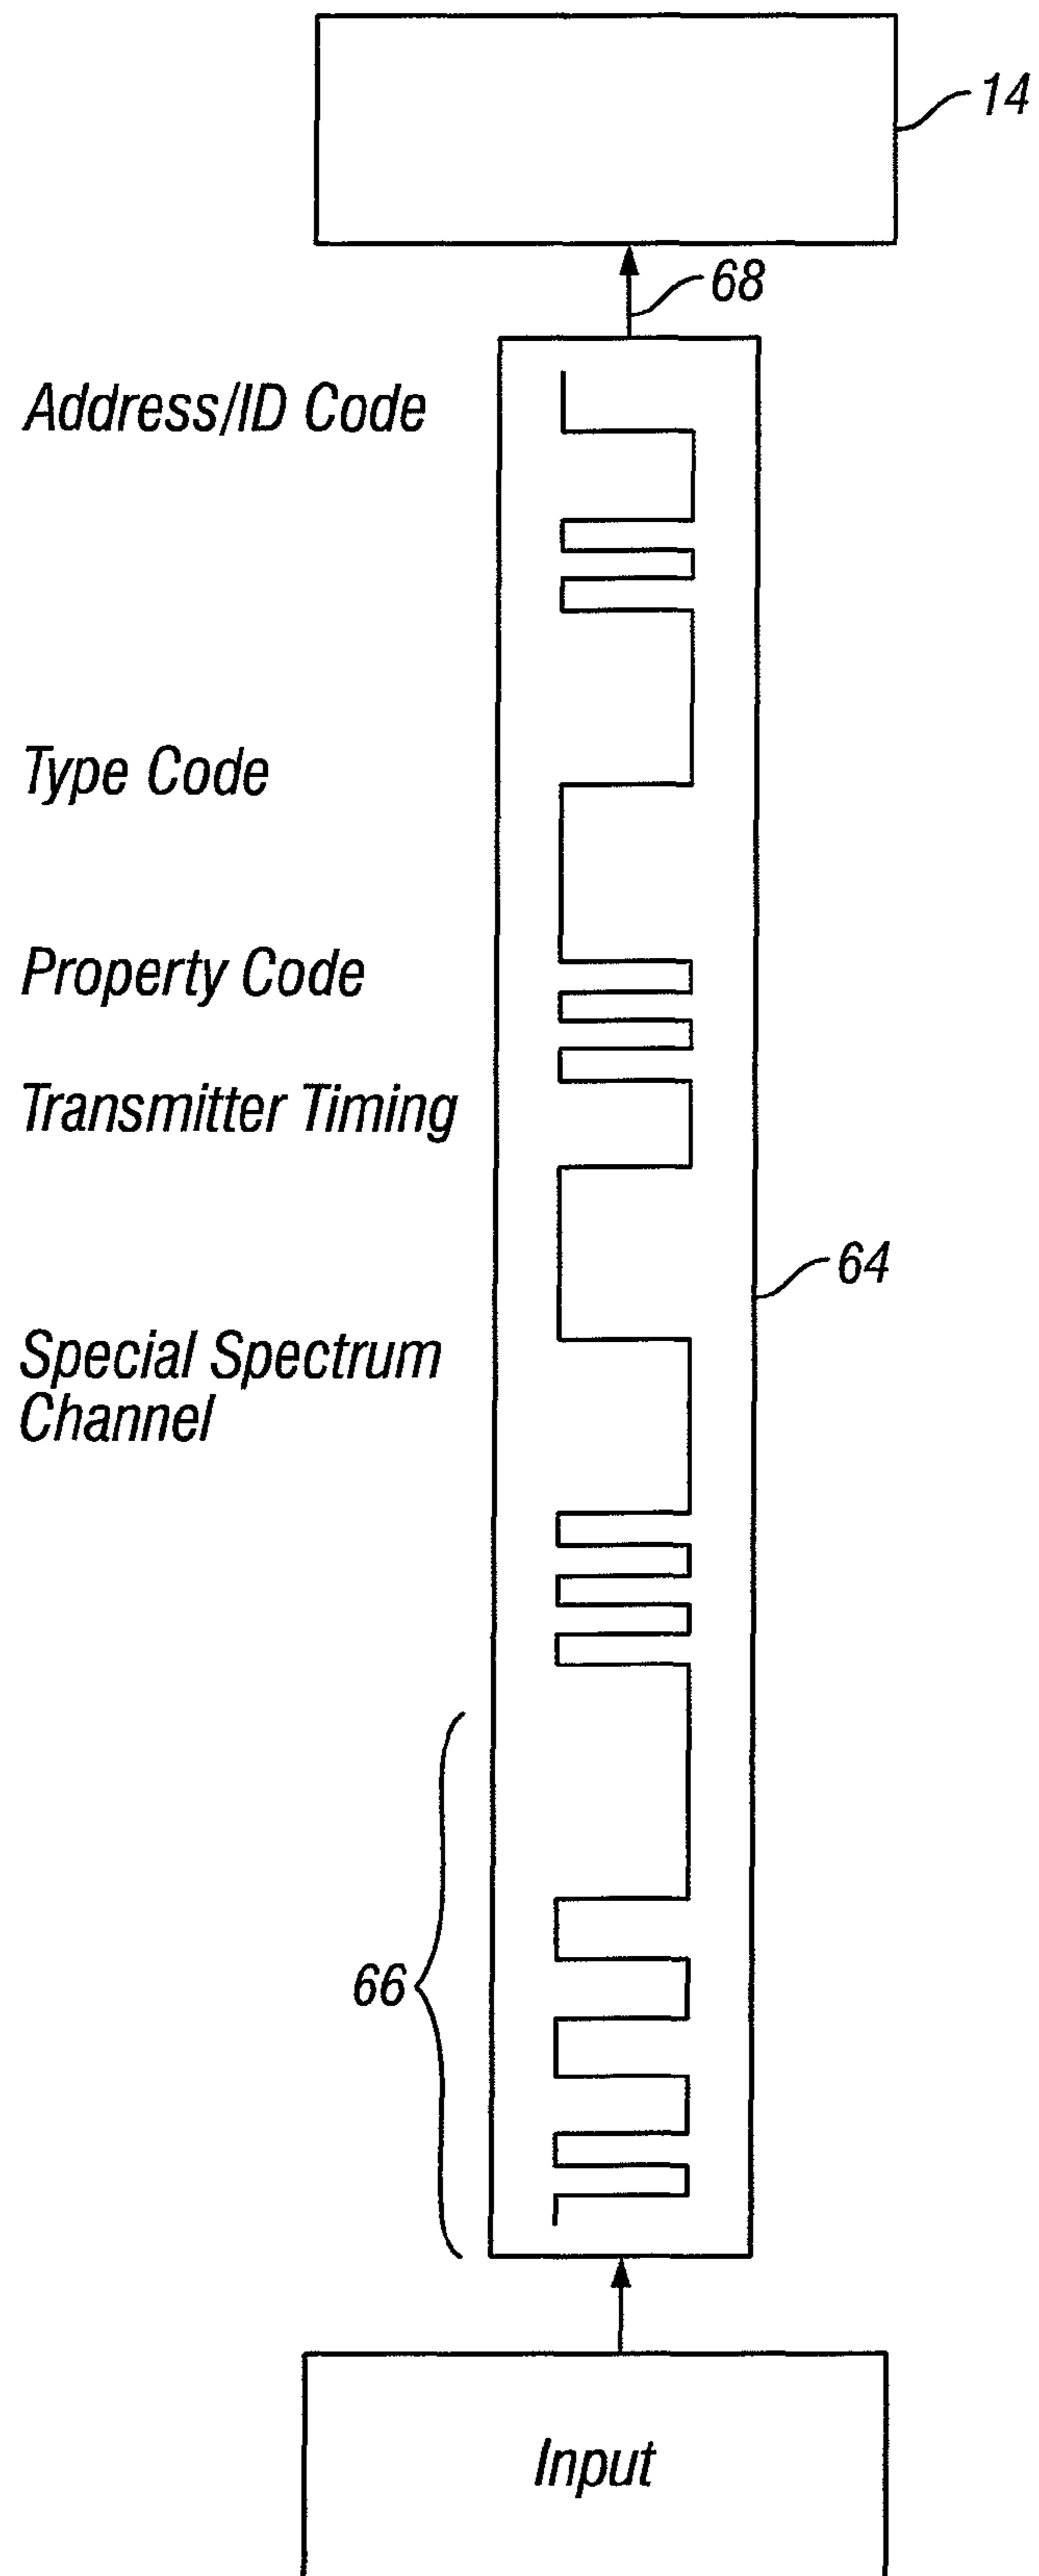 14
68
Address/ID Code
Type Code
Property Code
Transmitter Timing
64
Special Spectrum
Channel
66
Input